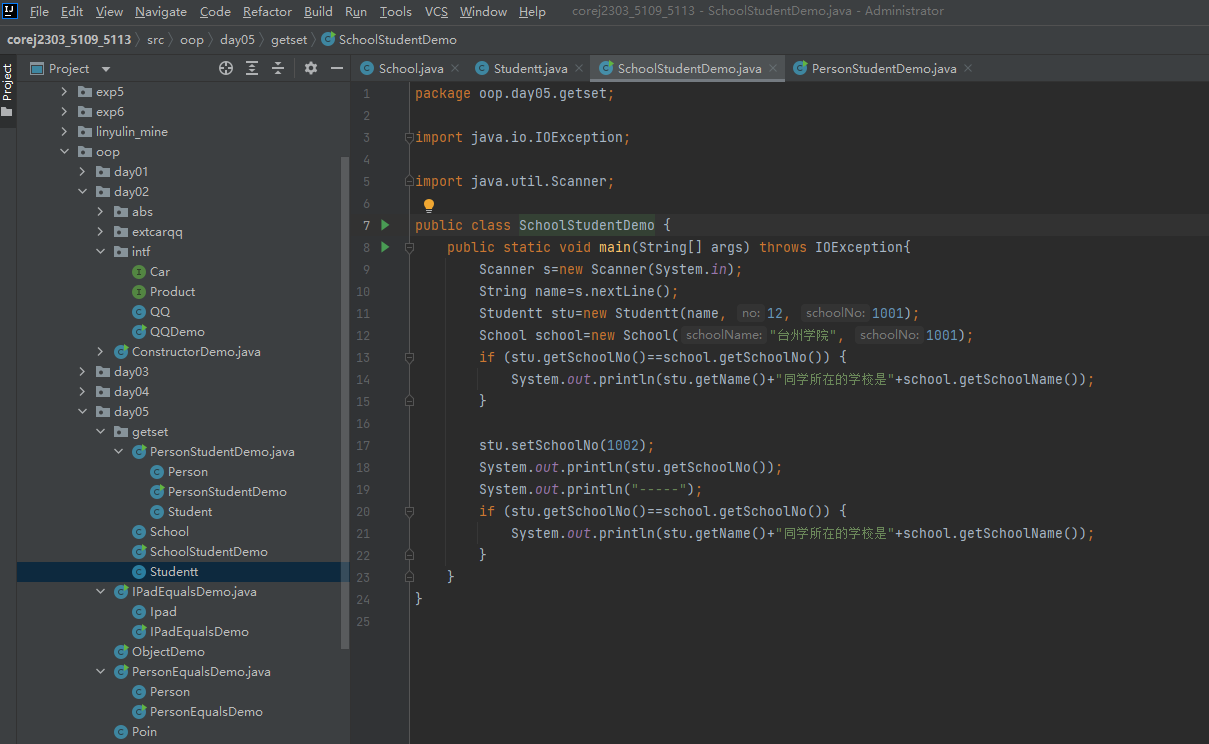 File Edit View Navigate Code Refactor Build Run Tools VCS Window Help corej2303_5109_5113 - SchoolStudentDemo.java - Administrator
corej2303_5109_5113 src oop day05 getset SchoolStudentDemo
Project
Project
School.java Studentt.java SchoolStudentDemo.java PersonStudentDemo.java
exp5
exp6
linyulin_mine
oop
day01
day02
abs
extcarqq
intf
Car
Product
QQ
QQDemo
ConstructorDemo.java
day03
day04
day05
getset
PersonStudentDemo.java
Person
PersonStudentDemo
Student
School
SchoolStudentDemo
Studentt
IPadEqualsDemo.java
Ipad
IPadEqualsDemo
ObjectDemo
PersonEqualsDemo.java
Person
PersonEqualsDemo
Poin
1 package oop.day05.getset;
2
3 import java.io.IOException;
4
5 import java.util.Scanner;
6
7 public class SchoolStudentDemo {
8 public static void main(String[] args) throws IOException{
9 Scanner s=new Scanner(System.in);
10 String name=s.nextLine();
11 Studentt stu=new Studentt(name, no: 12, schoolNo: 1001);
12 School school=new School( schoolName: "台州学院", schoolNo: 1001);
13 if (stu.getSchoolNo()==school.getSchoolNo()) {
14 System.out.println(stu.getName()+"同学所在的学校是"+school.getSchoolName());
15 }
16
17 stu.setSchoolNo(1002);
18 System.out.println(stu.getSchoolNo());
19 System.out.println("-----");
20 if (stu.getSchoolNo()==school.getSchoolNo()) {
21 System.out.println(stu.getName()+"同学所在的学校是"+school.getSchoolName());
22 }
23 }
24 }
25